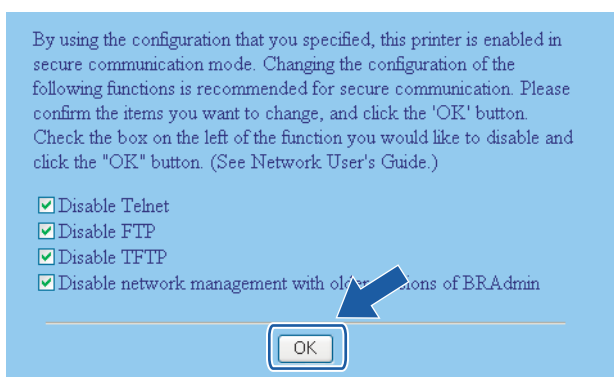 By using the configuration that you specified, this printer is enabled in
secure communication mode. Changing the configuration of the
following functions is recommended for secure communication. Please
confirm the items you want to change, and click the 'OK' button.
Check the box on the left of the function you would like to disable and
click the "OK" button. (See Network User's Guide.)
Disable Telnet
Disable FTP
Disable TFTP
Disable network management with older versions of BRAdmin
OK